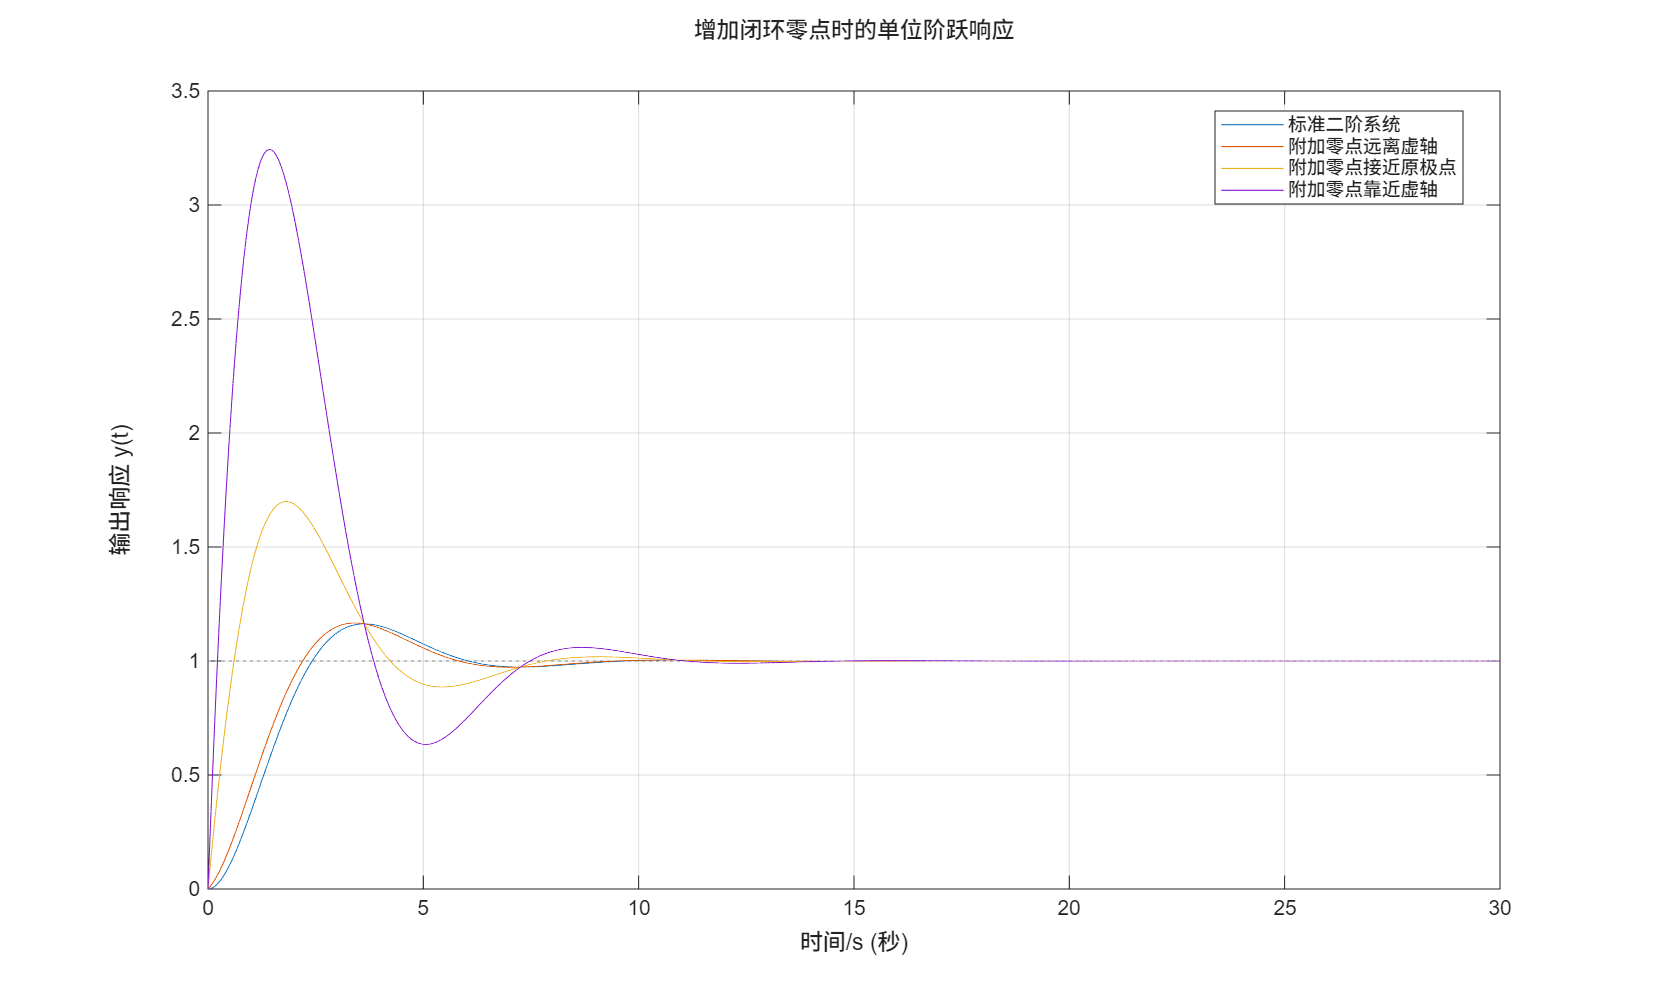 增加闭环零点时的单位阶跃响应
3.5
3
2.5
2
1.5
1
0.5
0
输出响应 y(t)
标准二阶系统
附加零点远离虚轴
附加零点接近原极点
附加零点靠近虚轴
0 5 10 15 20 25 30
时间/s (秒)